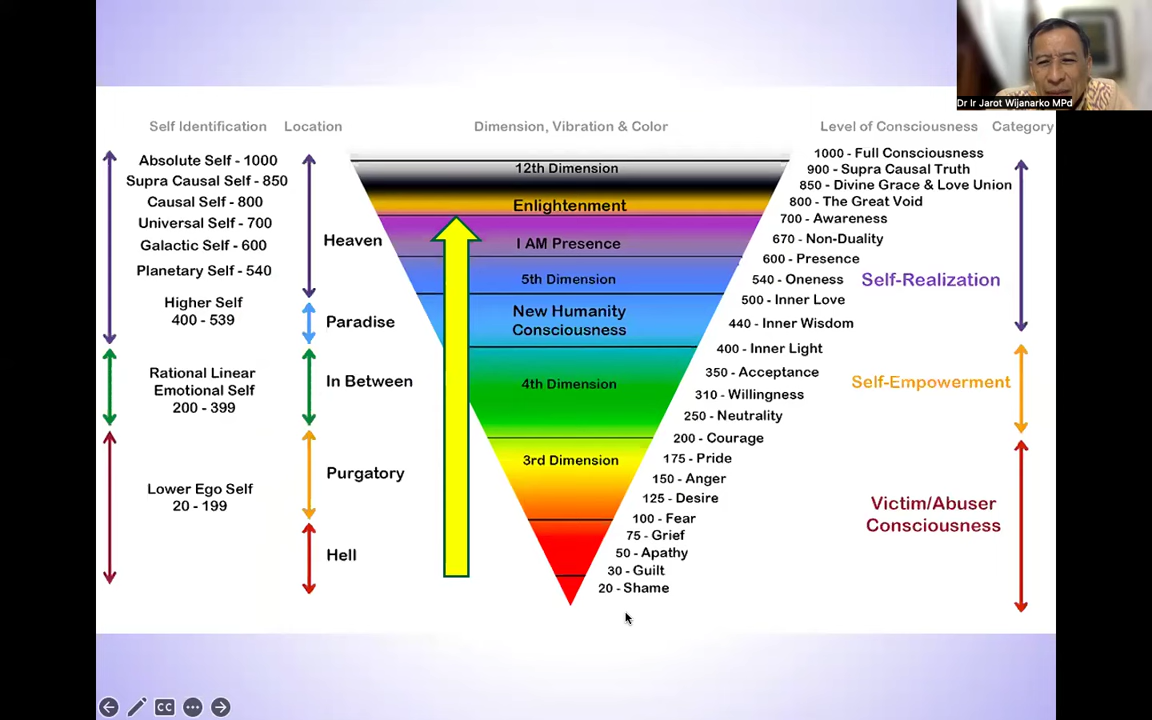 Dr Ir Jarot Wijanarko MPd
Self Identification
Location
Dimension, Vibration & Color
Level of Consciousness
Category
Absolute Self - 1000
Supra Causal Self - 850
Causal Self - 800
Universal Self - 700
Galactic Self - 600
Planetary Self - 540
Higher Self
400 - 539
Rational Linear
Emotional Self
200 - 399
Lower Ego Self
20 - 199
Heaven
Paradise
In Between
Purgatory
Hell
12th Dimension
Enlightenment
I AM Presence
5th Dimension
New Humanity
Consciousness
4th Dimension
3rd Dimension
1000 - Full Consciousness
900 - Supra Causal Truth
850 - Divine Grace & Love Union
800 - The Great Void
700 - Awareness
670 - Non-Duality
600 - Presence
540 - Oneness
500 - Inner Love
440 - Inner Wisdom
400 - Inner Light
350 - Acceptance
310 - Willingness
250 - Neutrality
200 - Courage
175 - Pride
150 - Anger
125 - Desire
100 - Fear
75 - Grief
50 - Apathy
30 - Guilt
20 - Shame
Self-Realization
Self-Empowerment
Victim/Abuser
Consciousness
CC